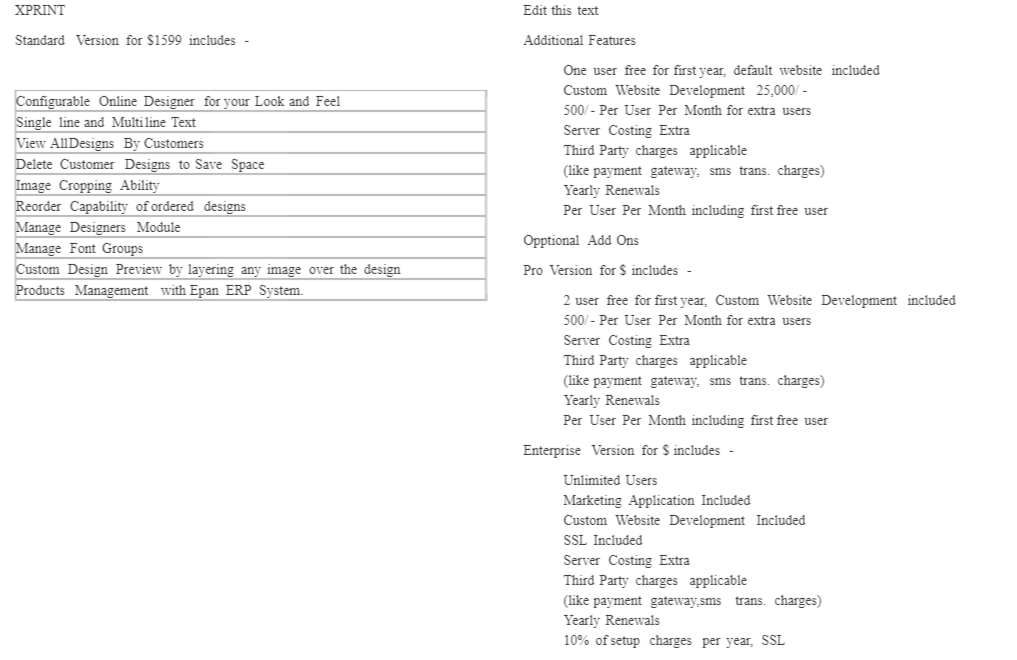 XPRINT
Standard Version for $1599 includes -
Configurable Online Designer for your Look and Feel
Single line and Multiline Text
View AllDesigns By Customers
Delete Customer Designs to Save Space
Image Cropping Ability
Reorder Capability of ordered designs
Manage Designers Module
Manage Font Groups
Custom Design Preview by layering any image over the design
Products Management with Epan ERP System.
Edit this text
Additional Features
One user free for first year, default website included
Custom Website Development 25,000/-
500/- Per User Per Month for extra users
Server Costing Extra
Third Party charges applicable
(like payment gateway, sms trans. charges)
Yearly Renewals
Per User Per Month including first free user
Opptional Add Ons
Pro Version for $ includes -
2 user free for first year, Custom Website Development included
500/- Per User Per Month for extra users
Server Costing Extra
Third Party charges applicable
(like payment gateway, sms trans. charges)
Yearly Renewals
Per User Per Month including first free user
Enterprise Version for $ includes -
Unlimited Users
Marketing Application Included
Custom Website Development Included
SSL Included
Server Costing Extra
Third Party charges applicable
(like payment gateway,sms trans. charges)
Yearly Renewals
10% of setup charges per year, SSL